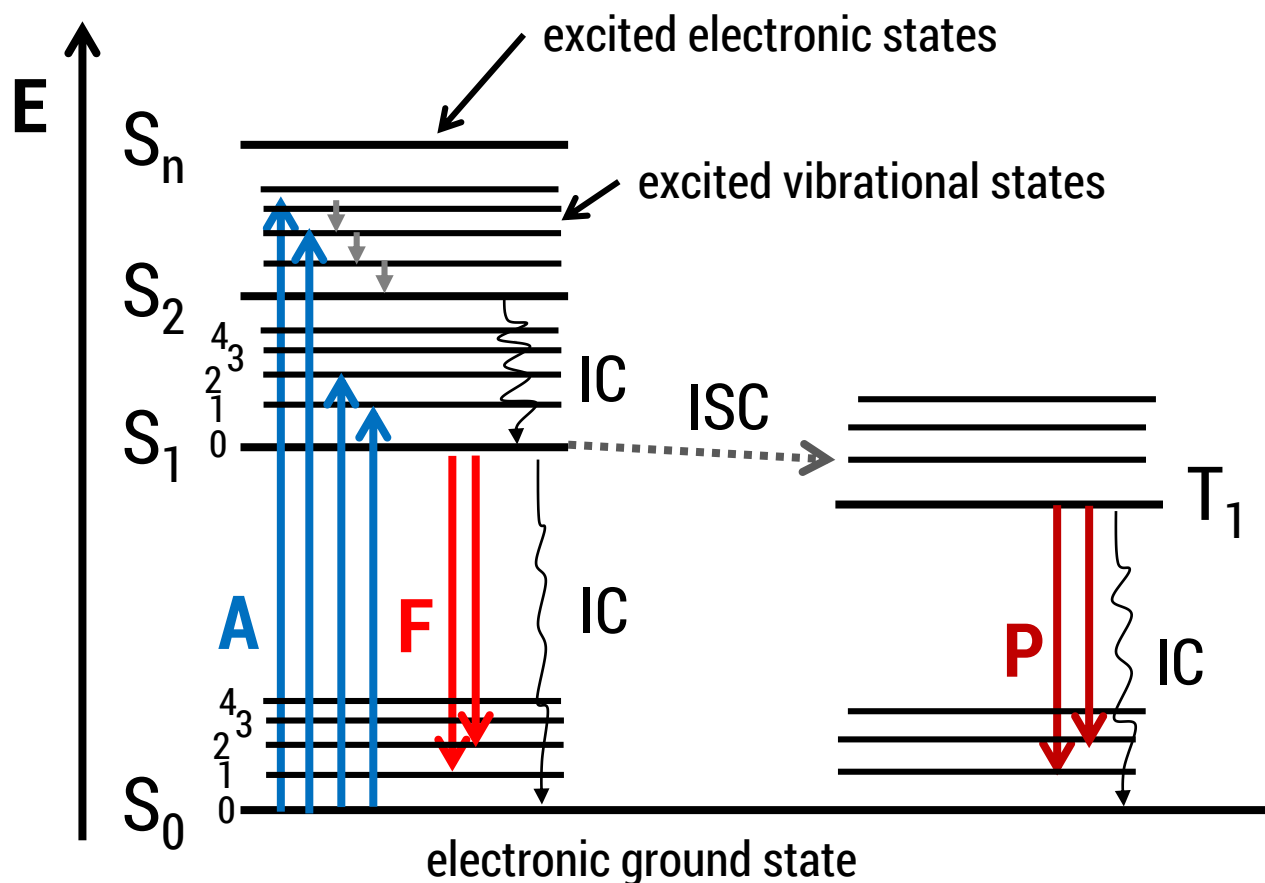 excited electronic states
E
Sₙ
excited vibrational states
S₂
4
3
2
1
0
IC
ISC
S₁
T₁
A
F
IC
P
IC
4
3
2
1
0
S₀
electronic ground state